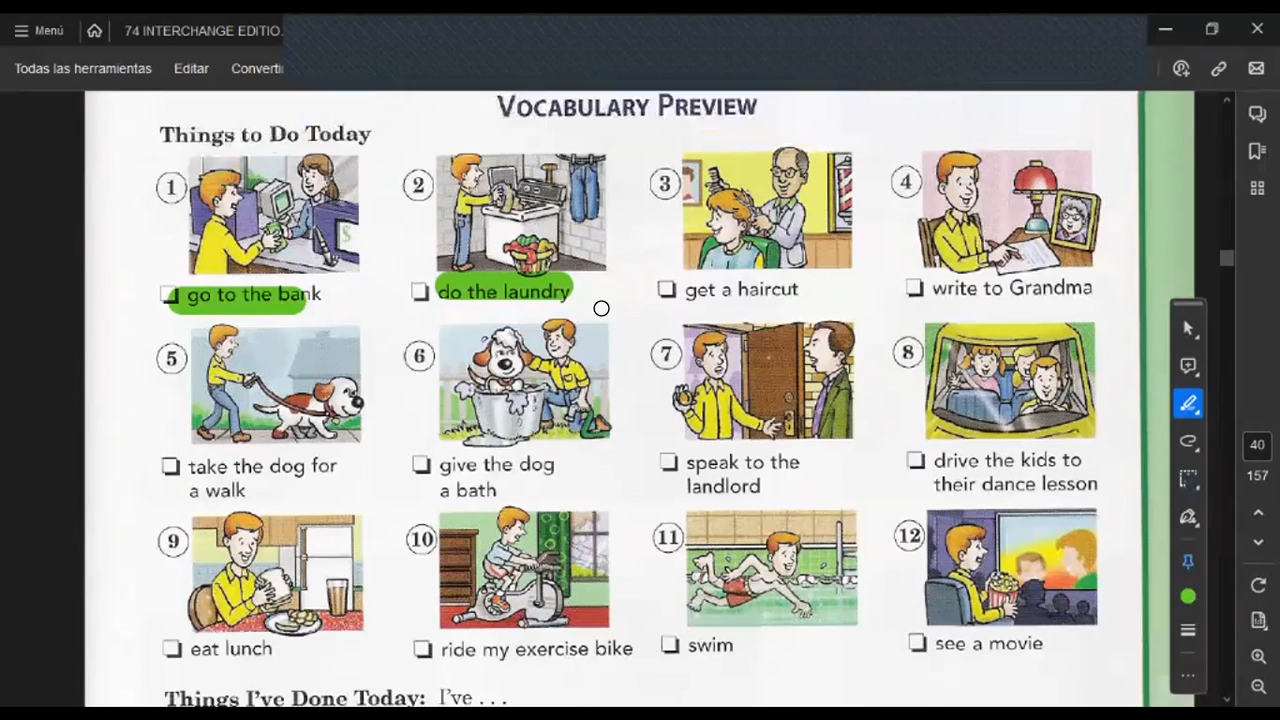 Menú
74 INTERCHANGE EDITIO.
Todas las herramientas Editar Converti
VOCABULARY PREVIEW
Things to Do Today
1
2
3
4
$
go to the bank
do the laundry
get a haircut
write to Grandma
5
6
7
8
take the dog for
a walk
give the dog
a bath
speak to the
landlord
drive the kids to
their dance lesson
9
10
11
12
eat lunch
ride my exercise bike
swim
see a movie
Things I've Done Today: I've . . .
40
157